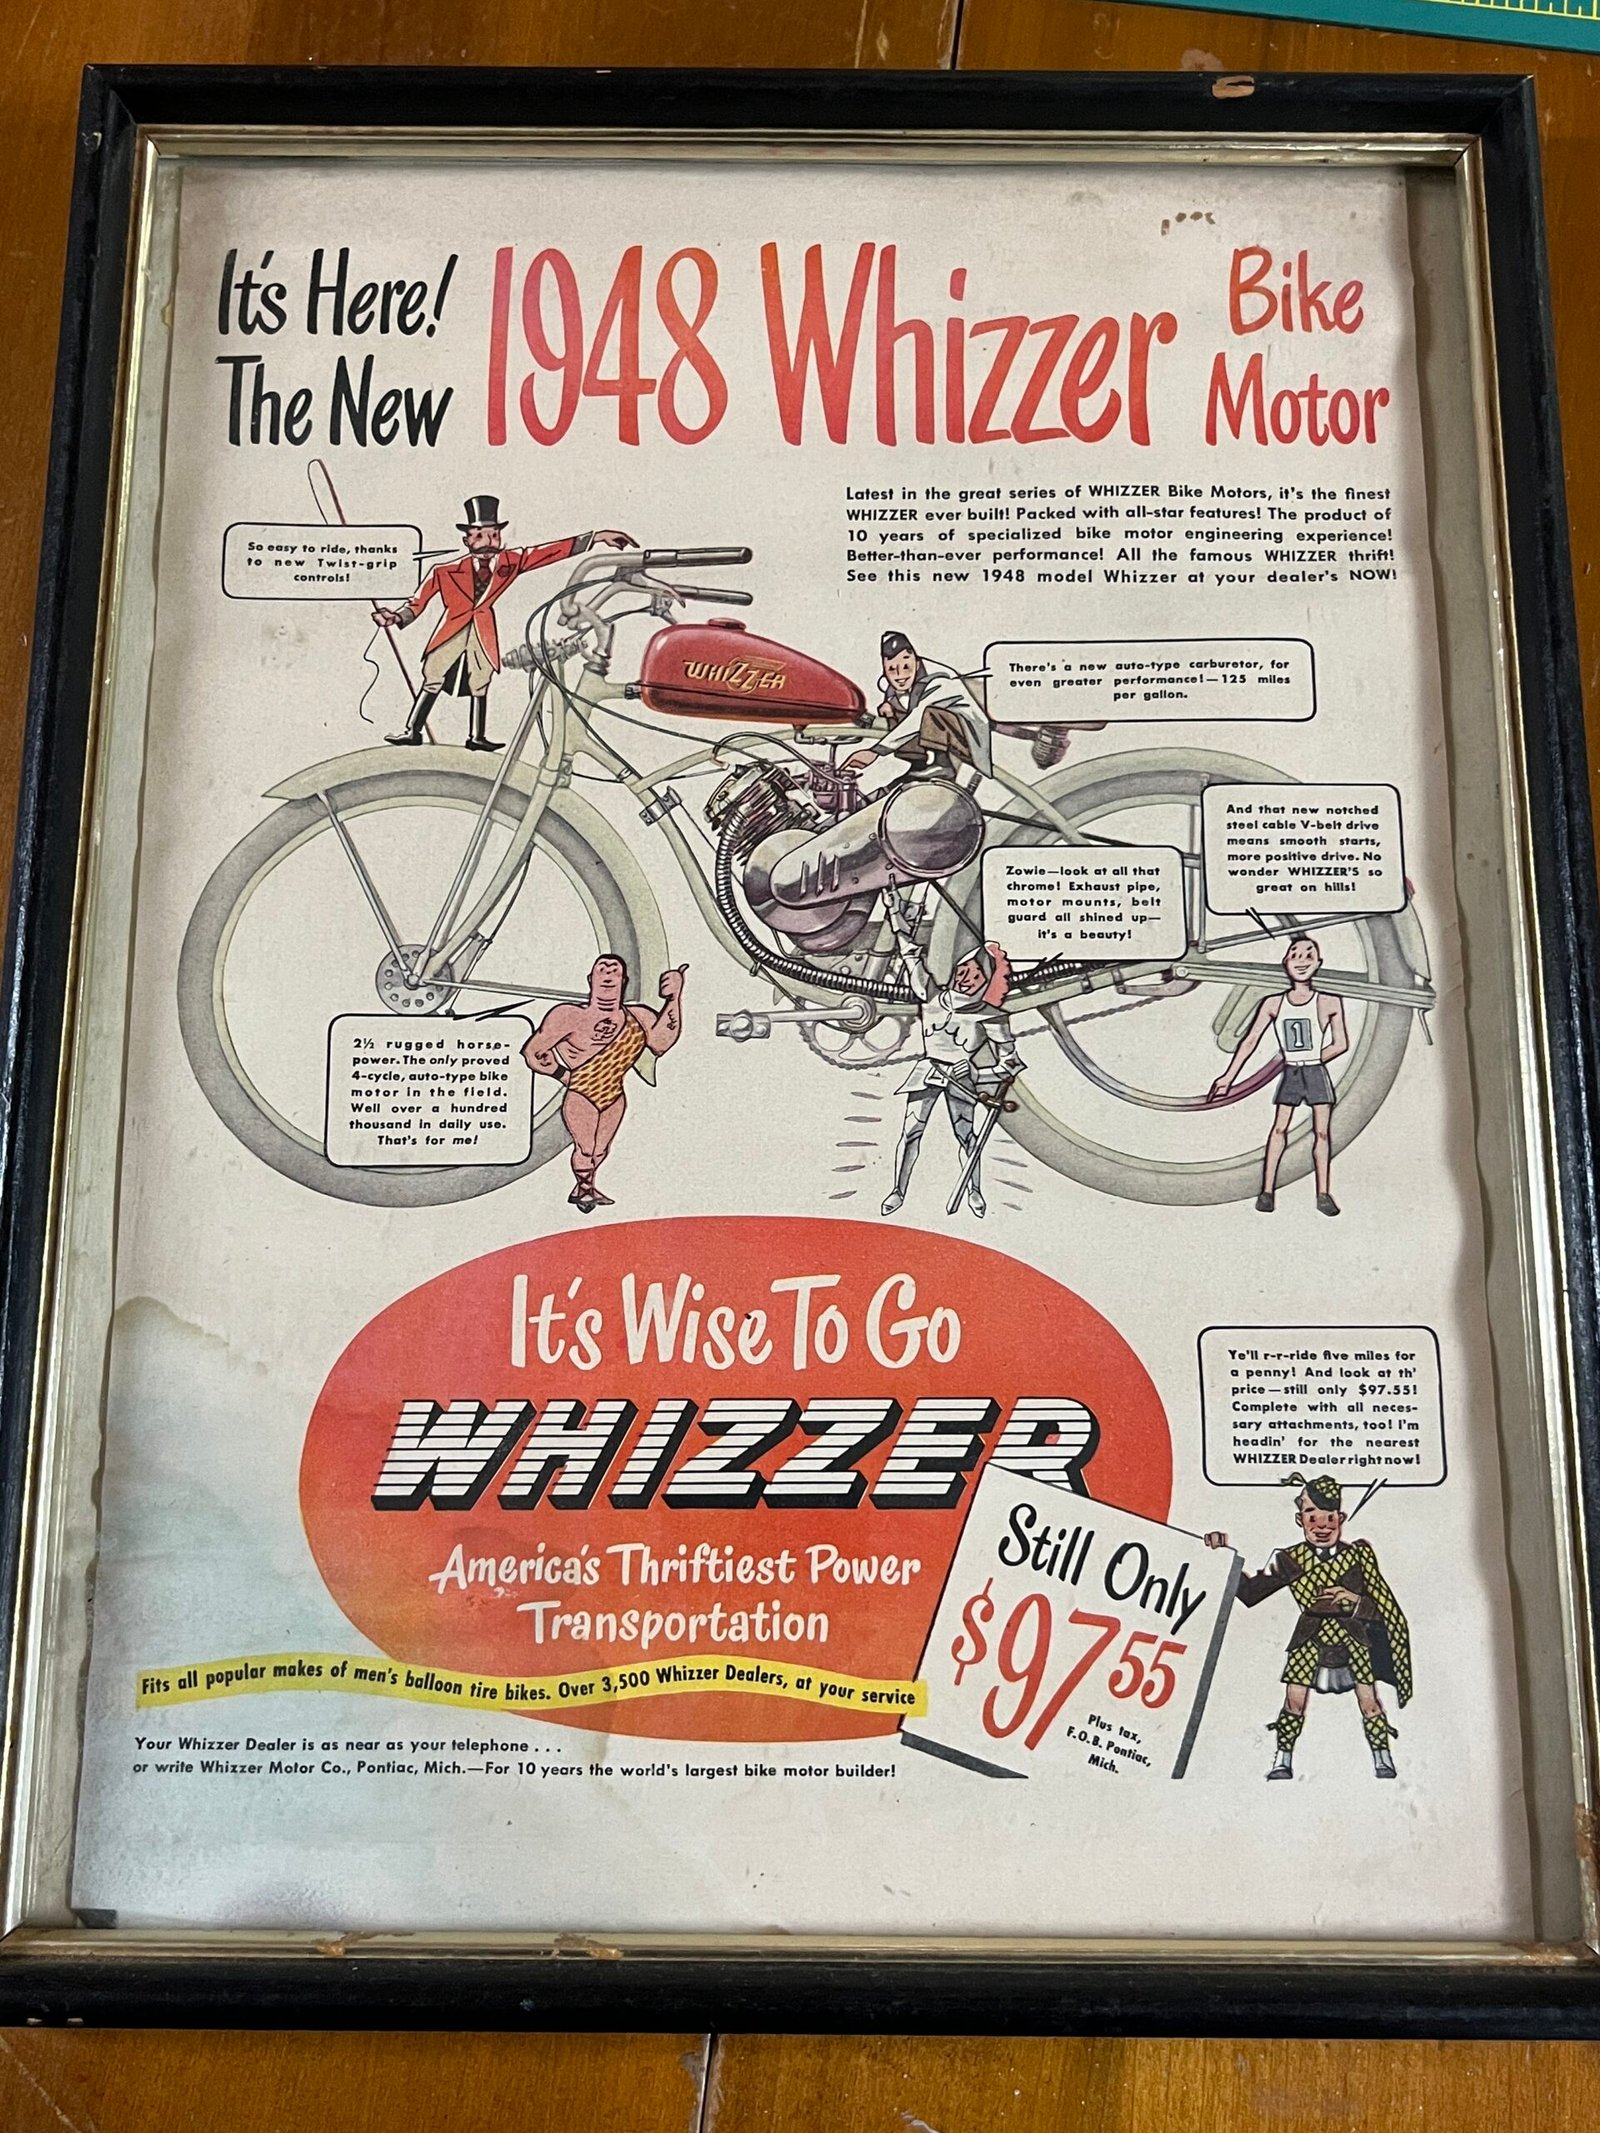 It's Here!
The New
1948 Whizzer
Bike
Motor
Latest in the great series of WHIZZER Bike Motors, it's the finest
WHIZZER ever built! Packed with all-star features! The product of
10 years of specialized bike motor engineering experience!
Better-than-ever performance! All the famous WHIZZER thrift!
See this new 1948 model Whizzer at your dealer's NOW!
So easy to ride, thanks
to new Twist-grip
controls!
WHIZZER
There's a new auto-type carburetor, for
even greater performance!—125 miles
per gallon.
And that new notched
steel cable V-belt drive
means smooth starts,
more positive drive. No
wonder WHIZZER'S so
great on hills!
Zowie—look at all that
chrome! Exhaust pipe,
motor mounts, belt
guard all shined up—
it's a beauty!
1
2½ rugged horse-
power. The only proved
4-cycle, auto-type bike
motor in the field.
Well over a hundred
thousand in daily use.
That's for me!
It's Wise To Go
WHIZZER
America's Thriftiest Power
Transportation
Ye'll r-r-ride five miles for
a penny! And look at th'
price—still only $97.55!
Complete with all neces-
sary attachments, too! I'm
headin' for the nearest
WHIZZER Dealer right now!
Still Only
$97 55
Plus tax,
F.O.B. Pontiac,
Mich.
Fits all popular makes of men's balloon tire bikes. Over 3,500 Whizzer Dealers, at your service
Your Whizzer Dealer is as near as your telephone . . .
or write Whizzer Motor Co., Pontiac, Mich.—For 10 years the world's largest bike motor builder!